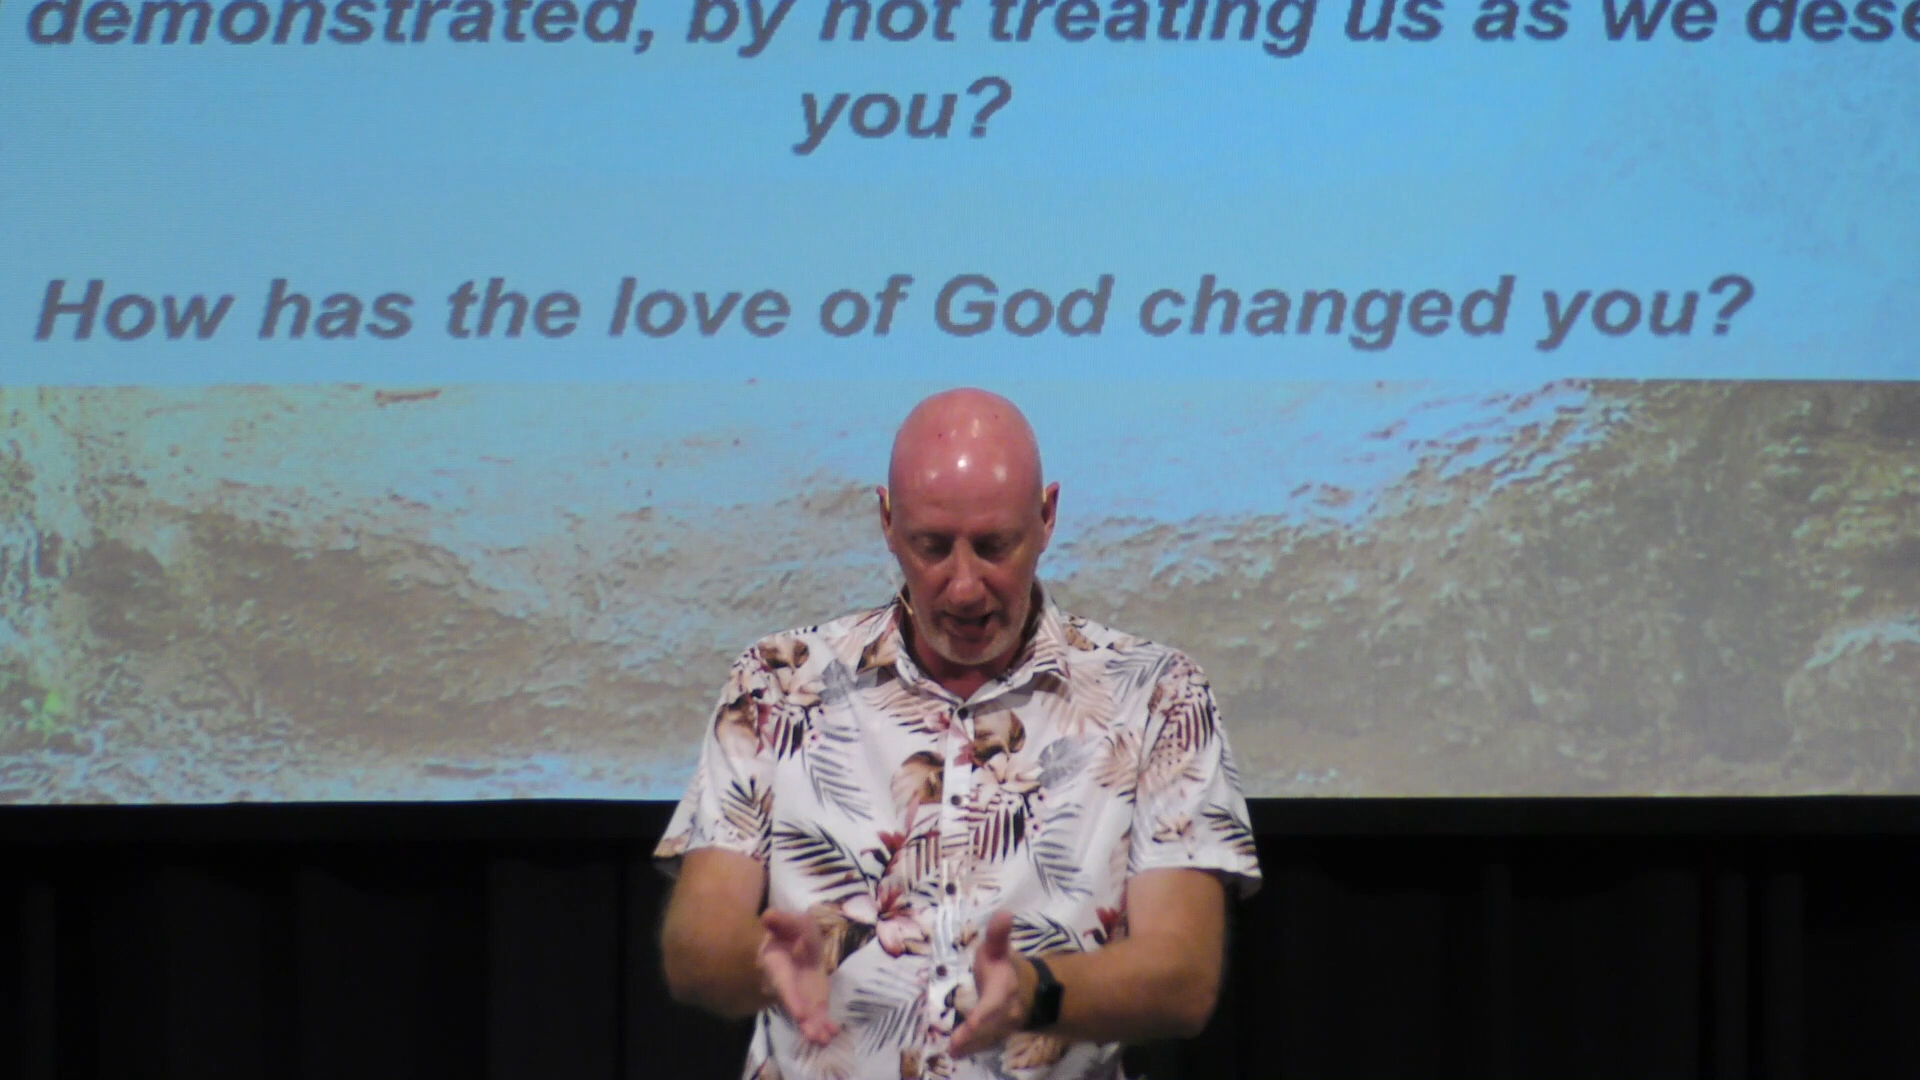 demonstrated, by not treating us as we
you?
How has the love of God changed you?